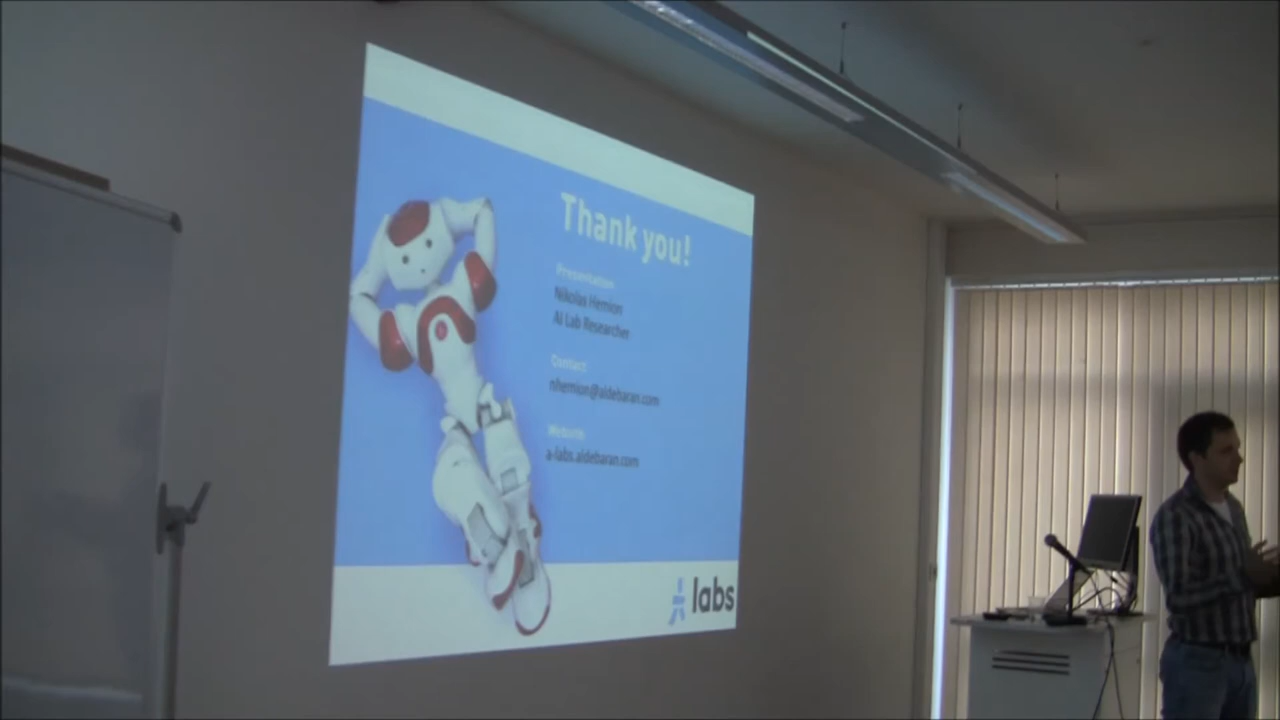 Thank you!
Presentation
Nikolas Hemion
AI Lab Researcher
Contact
nhemion@aldebaran.com
Website
a-labs.aldebaran.com
labs